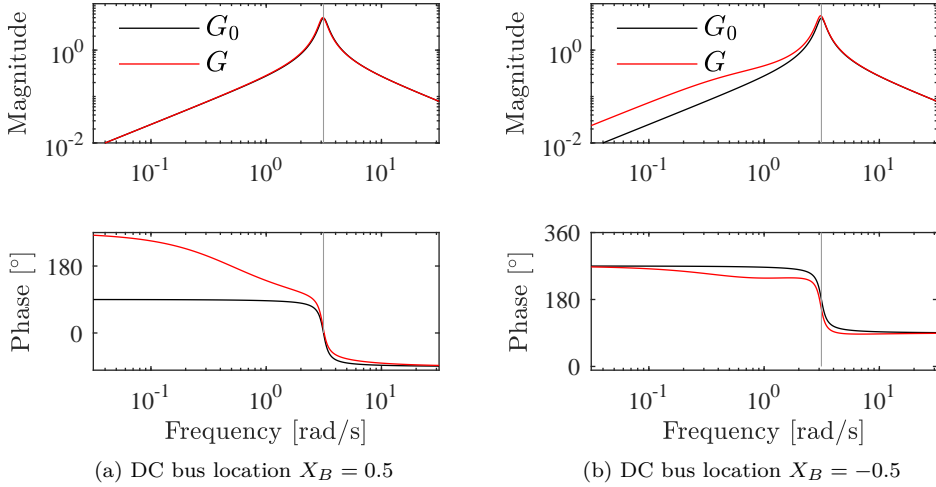 Magnitude
10^0
10^-2
G_0
G
10^-1
10^0
10^1
Phase [°]
180
0
10^-1
10^0
10^1
Frequency [rad/s]
(a) DC bus location X_B = 0.5
Magnitude
10^0
10^-2
G_0
G
10^-1
10^0
10^1
Phase [°]
360
180
0
10^-1
10^0
10^1
Frequency [rad/s]
(b) DC bus location X_B = −0.5